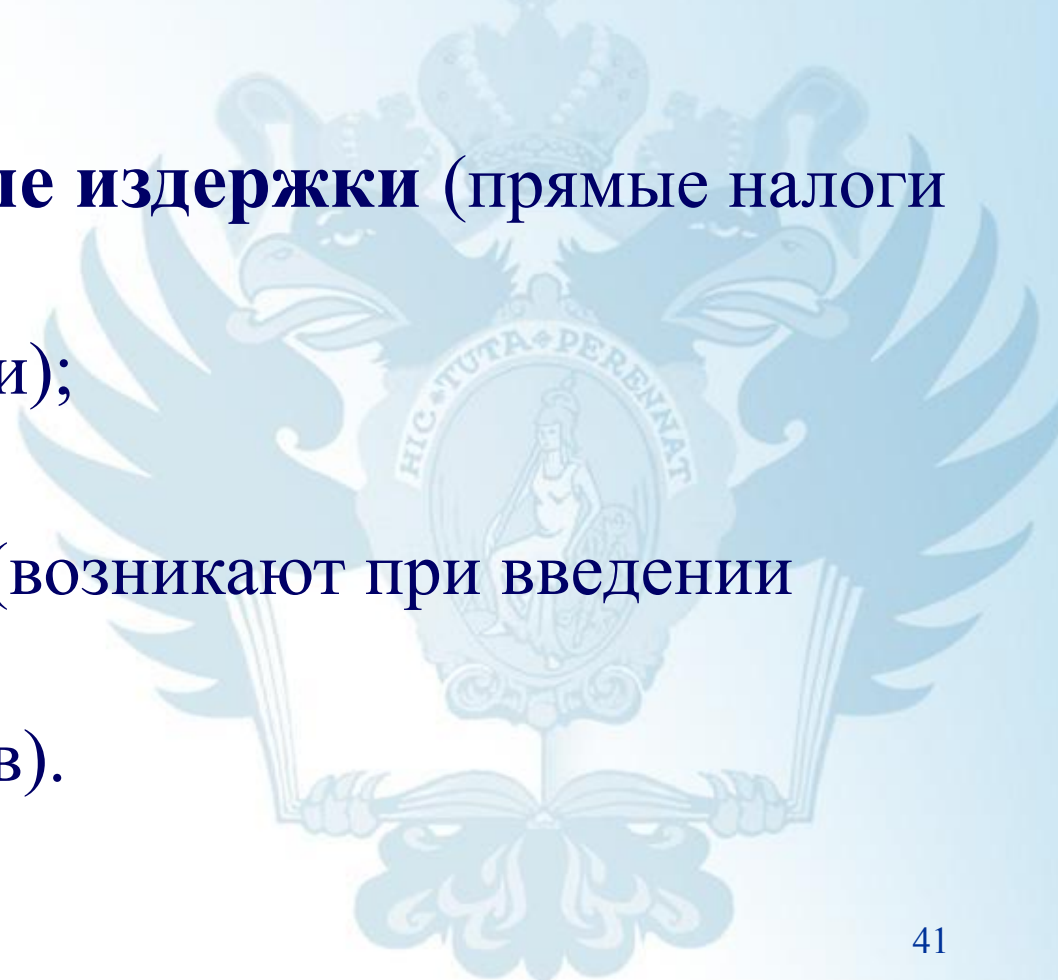 ые издержки (прямые налоги
и);
(возникают при введении
в).
HIC TUTA PERENNAT
41